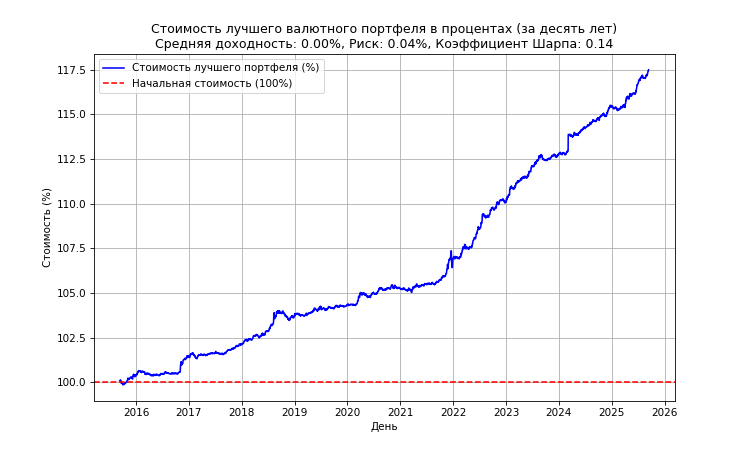 Стоимость лучшего валютного портфеля в процентах (за десять лет)
Средняя доходность: 0.00%, Риск: 0.04%, Коэффициент Шарпа: 0.14
Стоимость лучшего портфеля (%)
Начальная стоимость (100%)
Стоимость (%)
117.5
115.0
112.5
110.0
107.5
105.0
102.5
100.0
2016 2017 2018 2019 2020 2021 2022 2023 2024 2025 2026
День